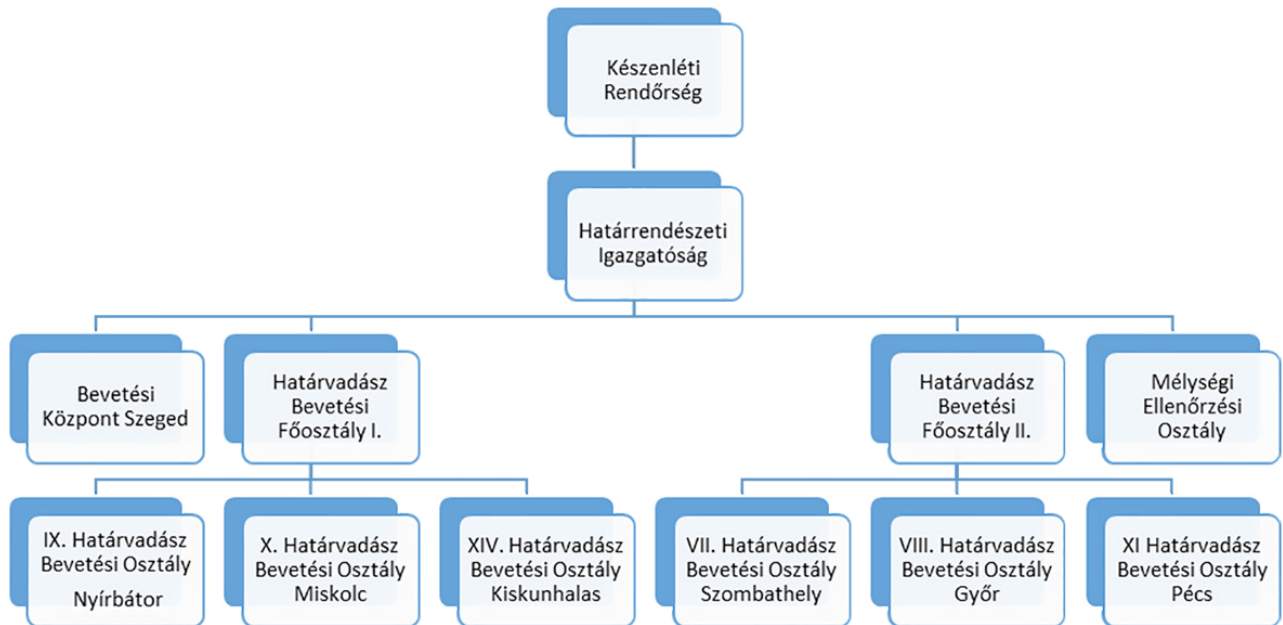 Készenléti
Rendőrség
Határrendészeti
Igazgatóság
Bevetési
Központ Szeged
Határvadász
Bevetési
Főosztály I.
Határvadász
Bevetési
Főosztály II.
Mélységi
Ellenőrzési
Osztály
IX. Határvadász
Bevetési Osztály
Nyírbátor
X. Határvadász
Bevetési Osztály
Miskolc
XIV. Határvadász
Bevetési Osztály
Kiskunhalas
VII. Határvadász
Bevetési Osztály
Szombathely
VIII. Határvadász
Bevetési Osztály
Győr
XI Határvadász
Bevetési Osztály
Pécs